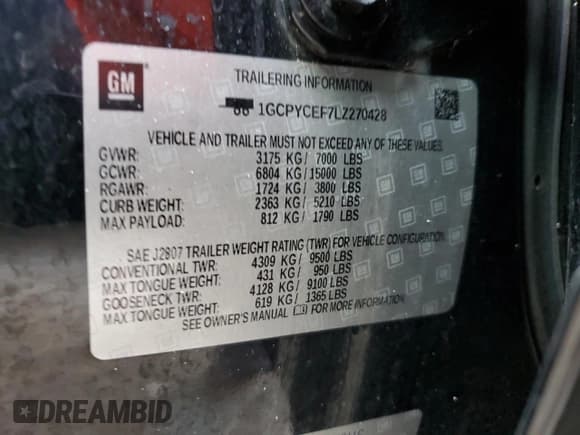 GM
TRAILERING INFORMATION
1GCPYCEF7LZ270428
VEHICLE AND TRAILER MUST NOT EXCEED ANY OF THESE VALUES
GVWR: 3175 KG/ 7000 LBS
GCWR: 6804 KG/15000 LBS
RGAWR: 1724 KG/ 3800 LBS
CURB WEIGHT: 2363 KG/ 5210 LBS
MAX PAYLOAD: 812 KG/ 1790 LBS
SAE J2807 TRAILER WEIGHT RATING (TWR) FOR VEHICLE CONFIGURATION.
CONVENTIONAL TWR: 4309 KG/ 9500 LBS
MAX TONGUE WEIGHT: 431 KG/ 950 LBS
GOOSENECK TWR: 4128 KG/ 9100 LBS
MAX TONGUE WEIGHT: 619 KG/ 1365 LBS
SEE OWNER'S MANUAL FOR MORE INFORMATION.
DREAMBID